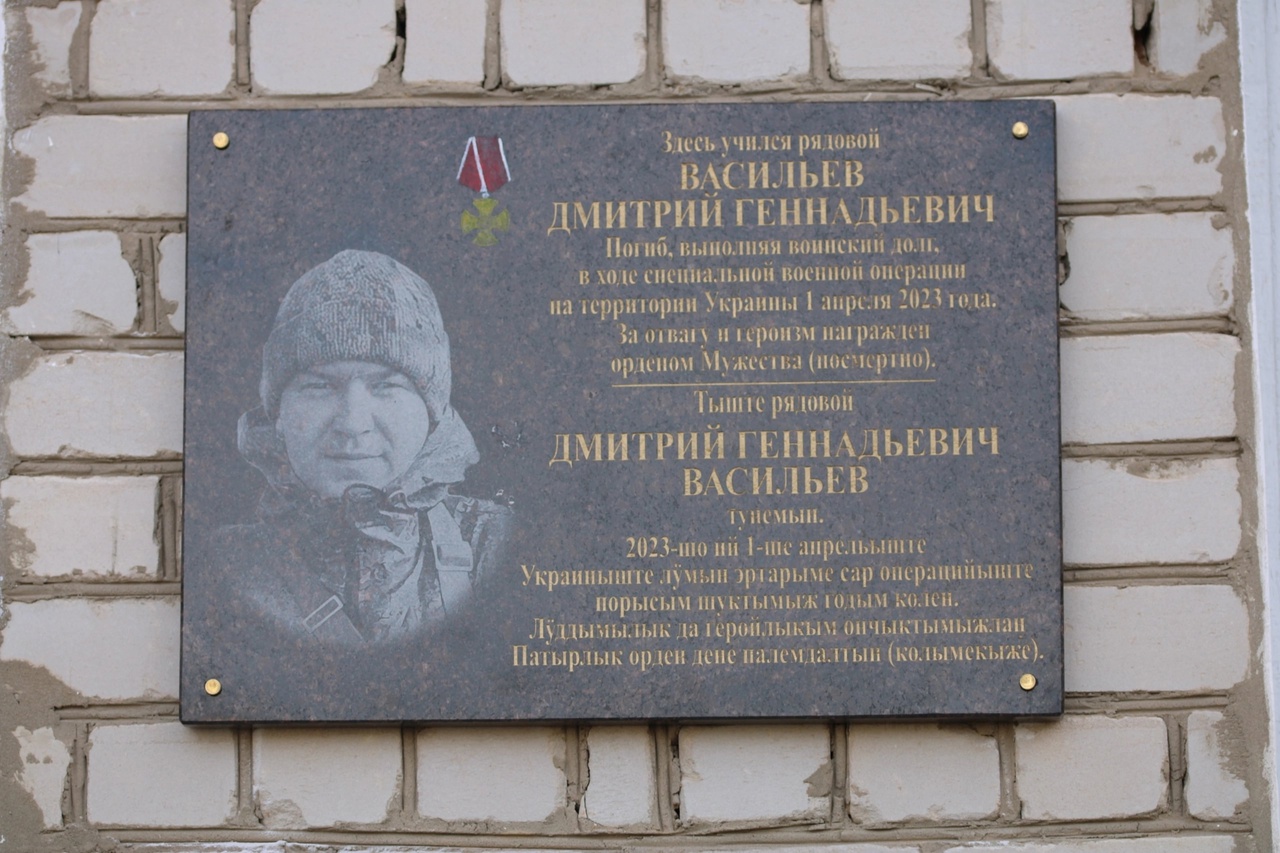 Здесь учился рядовой
ВАСИЛЬЕВ
ДМИТРИЙ ГЕННАДЬЕВИЧ
Погиб, выполняя воинский долг,
в ходе специальной военной операции
на территории Украины 1 апреля 2023 года.
За отвагу и героизм награжден
орденом Мужества (посмертно).
Тыште рядовой
ДМИТРИЙ ГЕННАДЬЕВИЧ
ВАСИЛЬЕВ
тунемын.
2023-шо ий 1-ше апрельыште
Украиныште лӱмын эртарыме сар операцийыште
порысым шуктымыж годым колен.
Лӱддымылык да геройлыкым ончыктымыжлан
Патырлык орден дене палемдалтын (колымекыже).